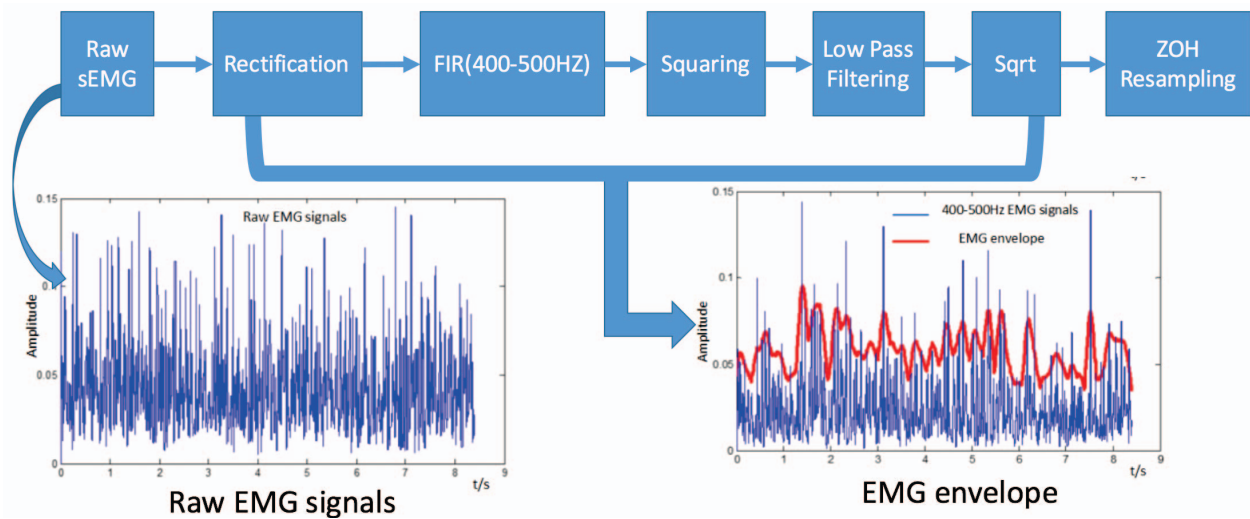 Raw
sEMG
Rectification
FIR(400-500HZ)
Squaring
Low Pass
Filtering
Sqrt
ZOH
Resampling
0.15
Raw EMG signals
0.05
0
Amplitude
0 1 2 3 4 5 6 7 8 9
t/s
Raw EMG signals
0.15
400-500Hz EMG signals
EMG envelope
0.1
0.05
0
Amplitude
0 1 2 3 4 5 6 7 8 9
t/s
EMG envelope